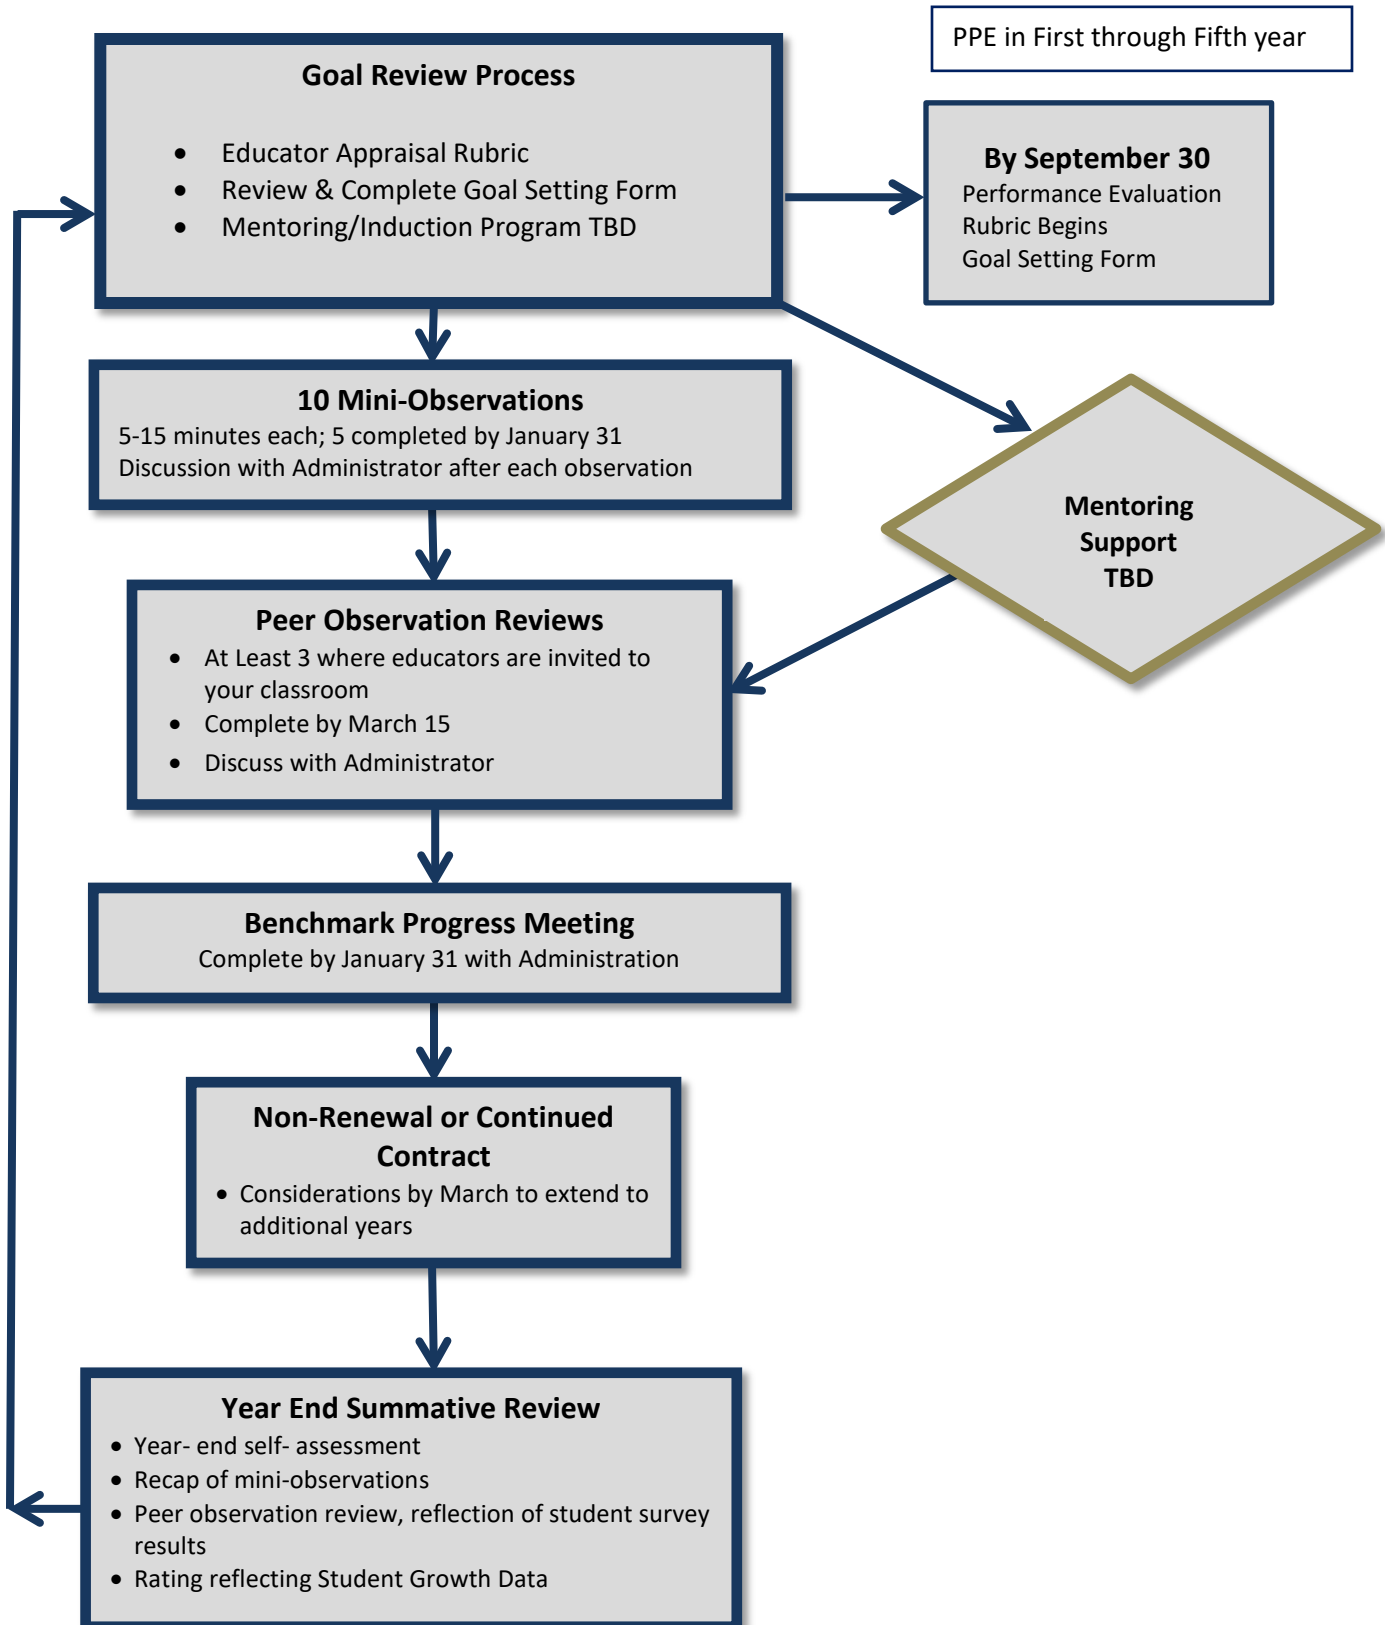 PPE in First through Fifth year
Goal Review Process
• Educator Appraisal Rubric
• Review & Complete Goal Setting Form
• Mentoring/Induction Program TBD
By September 30
Performance Evaluation
Rubric Begins
Goal Setting Form
10 Mini-Observations
5-15 minutes each; 5 completed by January 31
Discussion with Administrator after each observation
Mentoring
Support
TBD
Peer Observation Reviews
• At Least 3 where educators are invited to
your classroom
• Complete by March 15
• Discuss with Administrator
Benchmark Progress Meeting
Complete by January 31 with Administration
Non-Renewal or Continued
Contract
• Considerations by March to extend to
additional years
Year End Summative Review
• Year- end self- assessment
• Recap of mini-observations
• Peer observation review, reflection of student survey
results
• Rating reflecting Student Growth Data